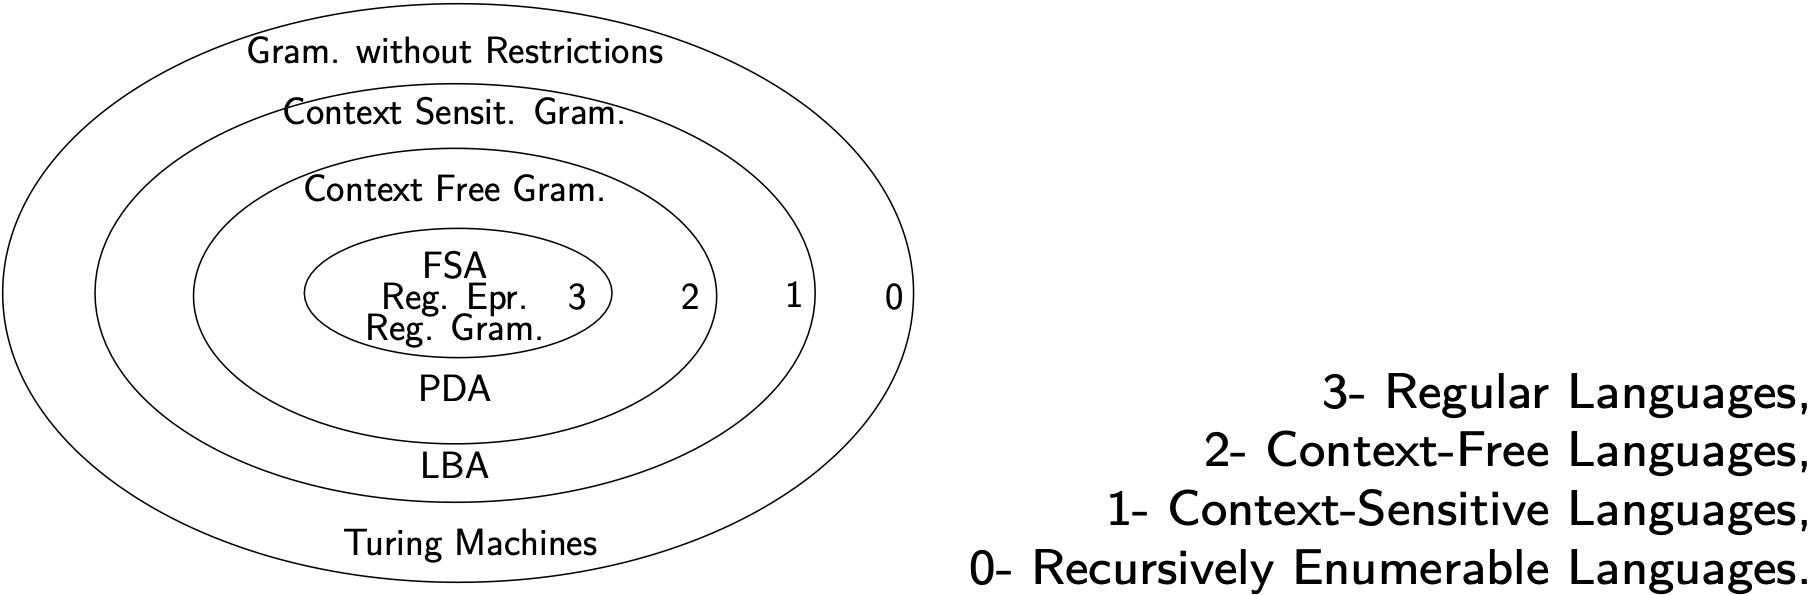 Gram. without Restrictions
Context Sensit. Gram.
Context Free Gram.
FSA
Reg. Epr. 3 2 1 0
Reg. Gram.
PDA
LBA
Turing Machines
3- Regular Languages,
2- Context-Free Languages,
1- Context-Sensitive Languages,
0- Recursively Enumerable Languages.